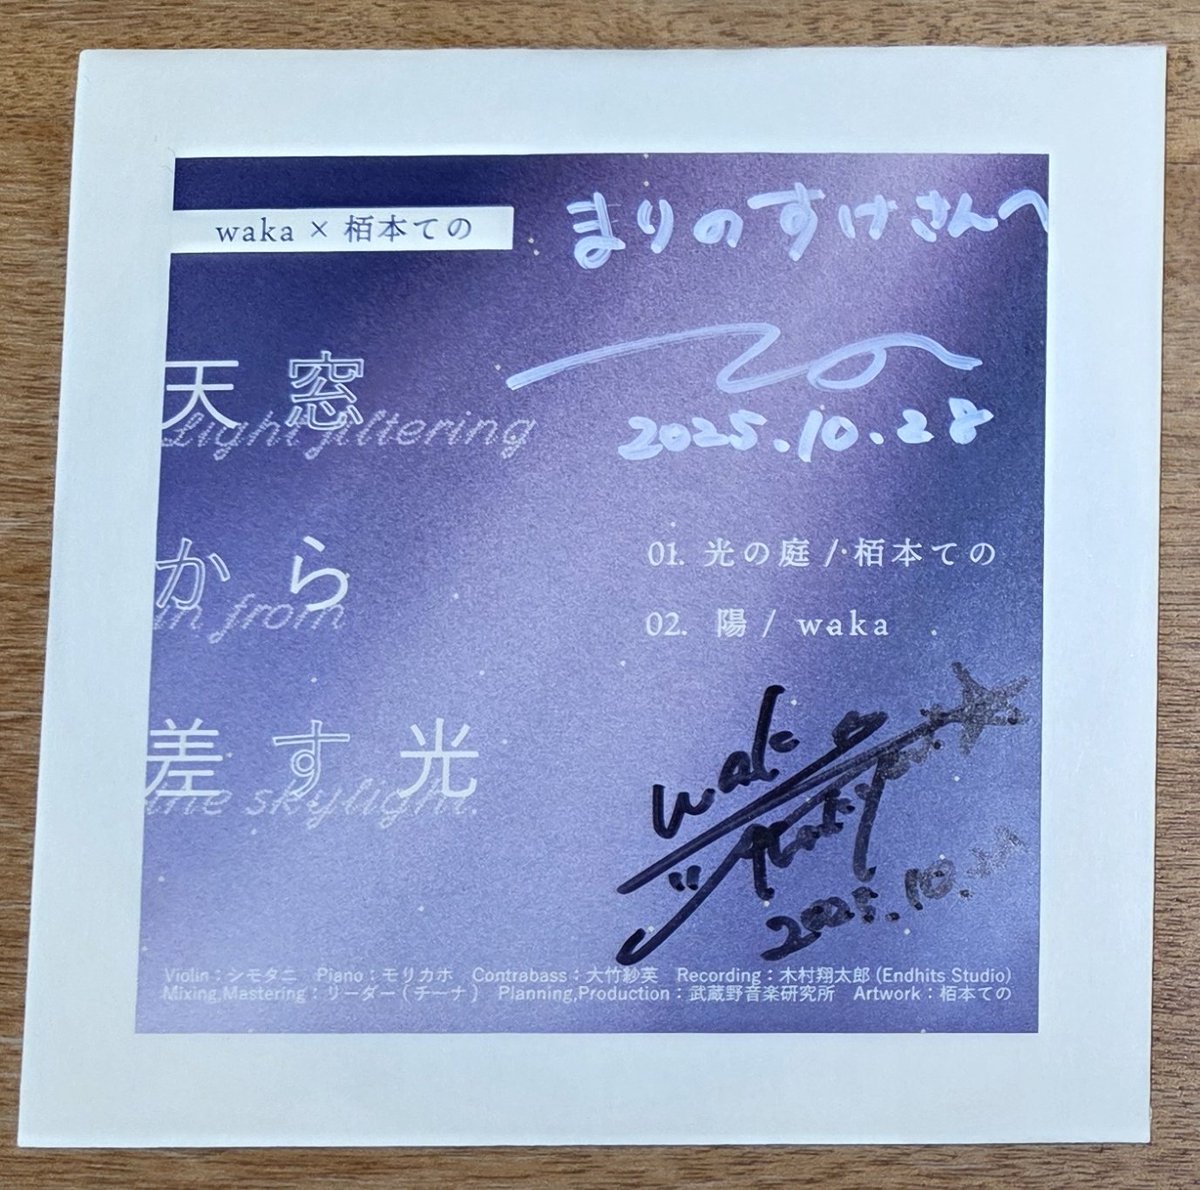 waka × 栢本ての
まりのすけさんへ
ての
2025.10.28
天窓
Light filtering
から
in from
差す光
the skylight.
01. 光の庭 / 栢本ての
02. 陽 / waka
waka
Thank you
2025.10.
Violin：シモタニ Piano：モリカホ Contrabass：大竹紗英 Recording：木村翔太郎 (Endhits Studio)
Mixing,Mastering：リーダー(チーナ) Planning,Production：武蔵野音楽研究所 Artwork：栢本ての